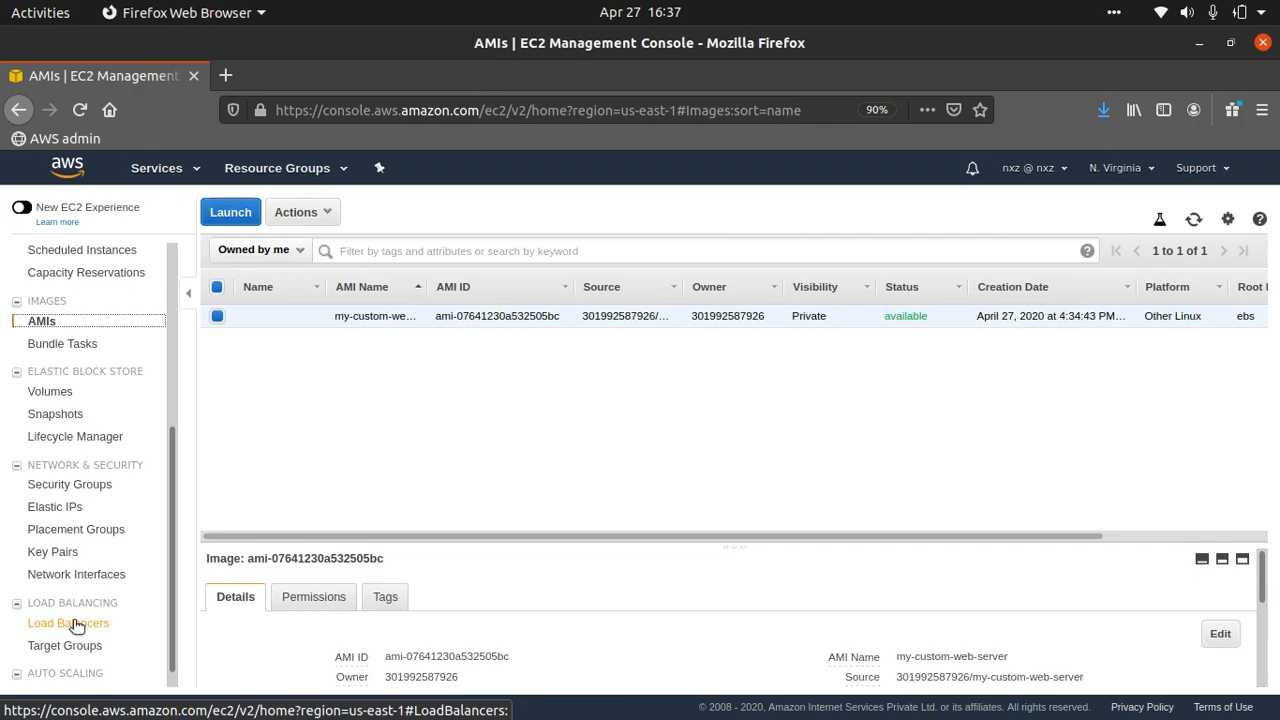 Activities Firefox Web Browser Apr 27 16:37
AMIs | EC2 Management Console - Mozilla Firefox
AMIs | EC2 Management
https://console.aws.amazon.com/ec2/v2/home?region=us-east-1#Images:sort=name 90%
AWS admin
aws Services Resource Groups nxz @ nxz N. Virginia Support
New EC2 Experience
Learn more
Launch Actions
Scheduled Instances
Capacity Reservations
Owned by me Filter by tags and attributes or search by keyword 1 to 1 of 1
Name AMI Name AMI ID Source Owner Visibility Status Creation Date Platform Root
my-custom-we... ami-07641230a532505bc 301992587926/... 301992587926 Private available April 27, 2020 at 4:34:43 PM... Other Linux ebs
IMAGES
AMIs
Bundle Tasks
ELASTIC BLOCK STORE
Volumes
Snapshots
Lifecycle Manager
NETWORK & SECURITY
Security Groups
Elastic IPs
Placement Groups
Key Pairs
Network Interfaces
LOAD BALANCING
Load Balancers
Target Groups
AUTO SCALING
Image: ami-07641230a532505bc
Details Permissions Tags
Edit
AMI ID ami-07641230a532505bc AMI Name my-custom-web-server
Owner 301992587926 Source 301992587926/my-custom-web-server
https://console.aws.amazon.com/ec2/v2/home?region=us-east-1#LoadBalancers: © 2008 - 2020, Amazon Internet Services Private Ltd. or its affiliates. All rights reserved. Privacy Policy Terms of Use